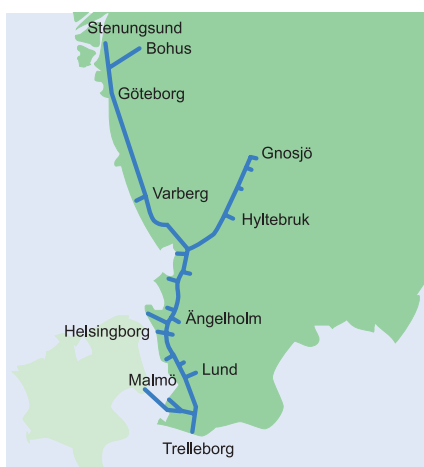 Stenungsund
Bohus
Göteborg
Gnosjö
Varberg
Hyltebruk
Ängelholm
Helsingborg
Lund
Malmö
Trelleborg